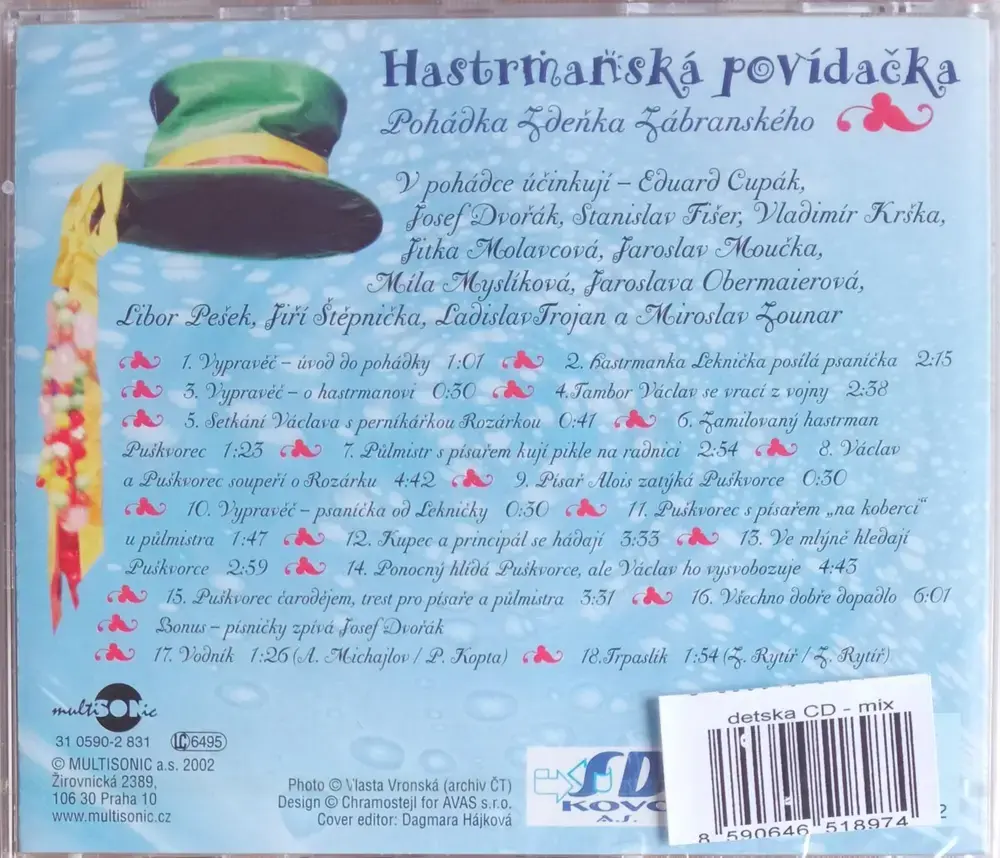 Hastrmanská povídačka
Pohádka Zdeňka Zábranského
V pohádce účinkují – Eduard Cupák,
Josef Dvořák, Stanislav Fišer, Vladimír Krška,
Jitka Molavcová, Jaroslav Moučka,
Míla Myslíková, Jaroslava Obermaierová,
Libor Pešek, Jiří Štěpnička, Ladislav Trojan a Miroslav Zounar
1. Vypravěč – úvod do pohádky 1:01 2. Hastrmanka Leknička posílá psaníčka 2:15
3. Vypravěč – o hastrmanovi 0:30 4. Tambor Václav se vrací z vojny 2:38
5. Setkání Václava s perníkářkou Rozárkou 0:41 6. Zamilovaný hastrman
Puškvorec 1:23 7. Půlmistr s písařem kují pikle na radnici 2:54 8. Václav
a Puškvorec soupeří o Rozárku 4:42 9. Písař Alois zatýká Puškvorce 0:30
10. Vypravěč – psaníčka od Lekničky 0:30 11. Puškvorec s písařem „na koberci“
u půlmistra 1:47 12. Kupec a principál se hádají 3:33 13. Ve mlýně hledají
Puškvorce 2:59 14. Ponocný hlídá Puškvorce, ale Václav ho vysvobozuje 4:43
15. Puškvorec čarodějem, trest pro písaře a půlmistra 3:31 16. Všechno dobře dopadlo 6:01
Bonus – písničky zpívá Josef Dvořák
17. Vodník 1:26 (A. Michajlov / P. Kopta) 18. Trpaslík 1:54 (Z. Rytíř / Z. Rytíř)
multiSONic
31 0590-2 831 LC 6495
© MULTISONIC a.s. 2002
Žirovnická 2389,
106 30 Praha 10
www.multisonic.cz
Photo © Vlasta Vronská (archiv ČT)
Design © Chramostejl for AVAS s.r.o.
Cover editor: Dagmara Hájková
SD
KOVO
A.J.
detska CD - mix
8 590646 518974
2